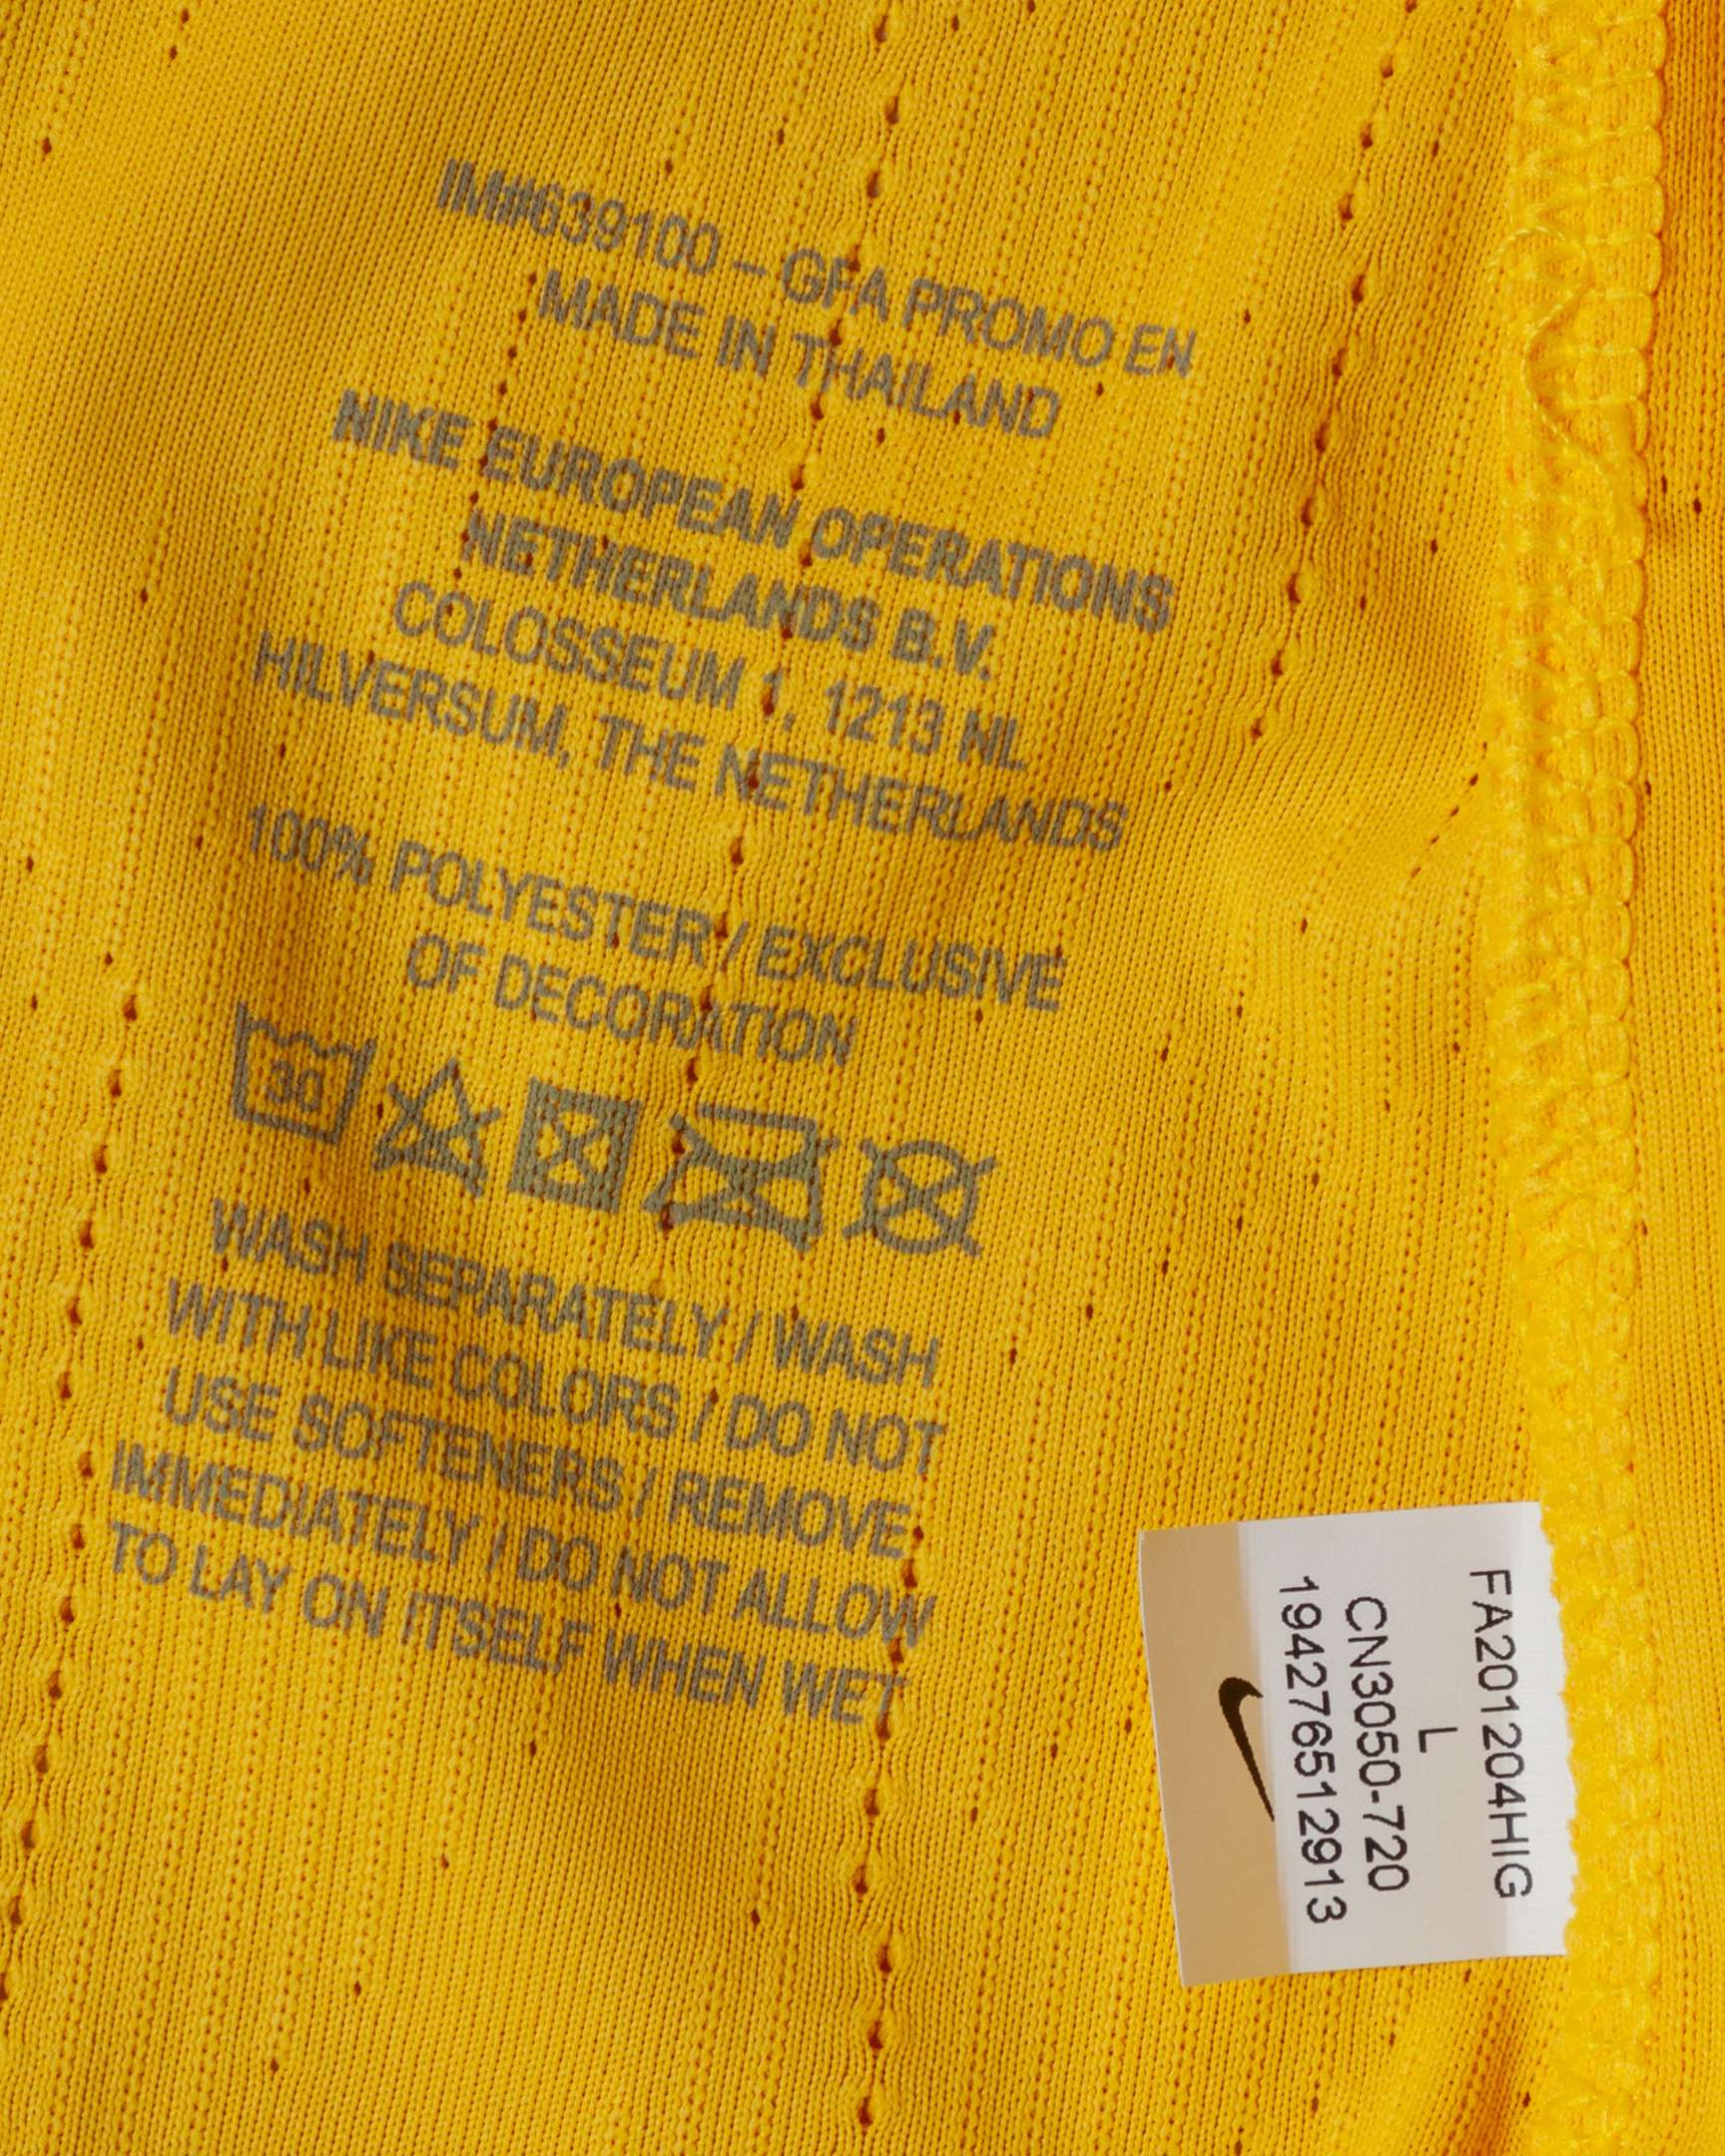 IM#639100 – GFA PROMO EN
MADE IN THAILAND
NIKE EUROPEAN OPERATIONS
NETHERLANDS B.V.
COLOSSEUM 1, 1213 NL
HILVERSUM, THE NETHERLANDS
100% POLYESTER / EXCLUSIVE
OF DECORATION
30
WASH SEPARATELY / WASH
WITH LIKE COLORS / DO NOT
USE SOFTENERS / REMOVE
IMMEDIATELY / DO NOT ALLOW
TO LAY ON ITSELF WHEN WET
FA201204HIG
L
CN3050-720
194276512913